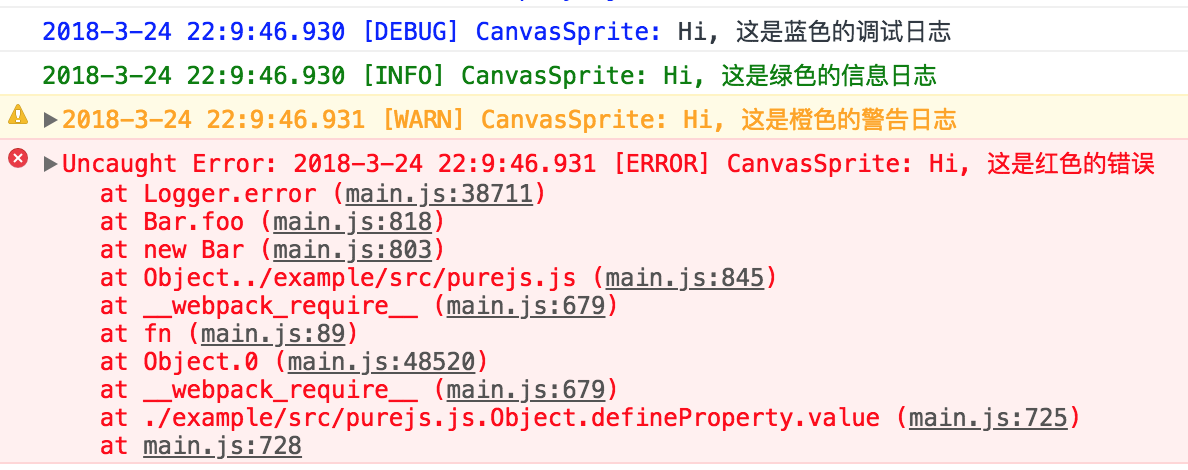 2018-3-24 22:9:46.930 [DEBUG] CanvasSprite: Hi, 这是蓝色的调试日志
2018-3-24 22:9:46.930 [INFO] CanvasSprite: Hi, 这是绿色的信息日志
▶2018-3-24 22:9:46.931 [WARN] CanvasSprite: Hi, 这是橙色的警告日志
▶Uncaught Error: 2018-3-24 22:9:46.931 [ERROR] CanvasSprite: Hi, 这是红色的错误
at Logger.error (main.js:38711)
at Bar.foo (main.js:818)
at new Bar (main.js:803)
at Object../example/src/purejs.js (main.js:845)
at __webpack_require__ (main.js:679)
at fn (main.js:89)
at Object.0 (main.js:48520)
at __webpack_require__ (main.js:679)
at ./example/src/purejs.js.Object.defineProperty.value (main.js:725)
at main.js:728